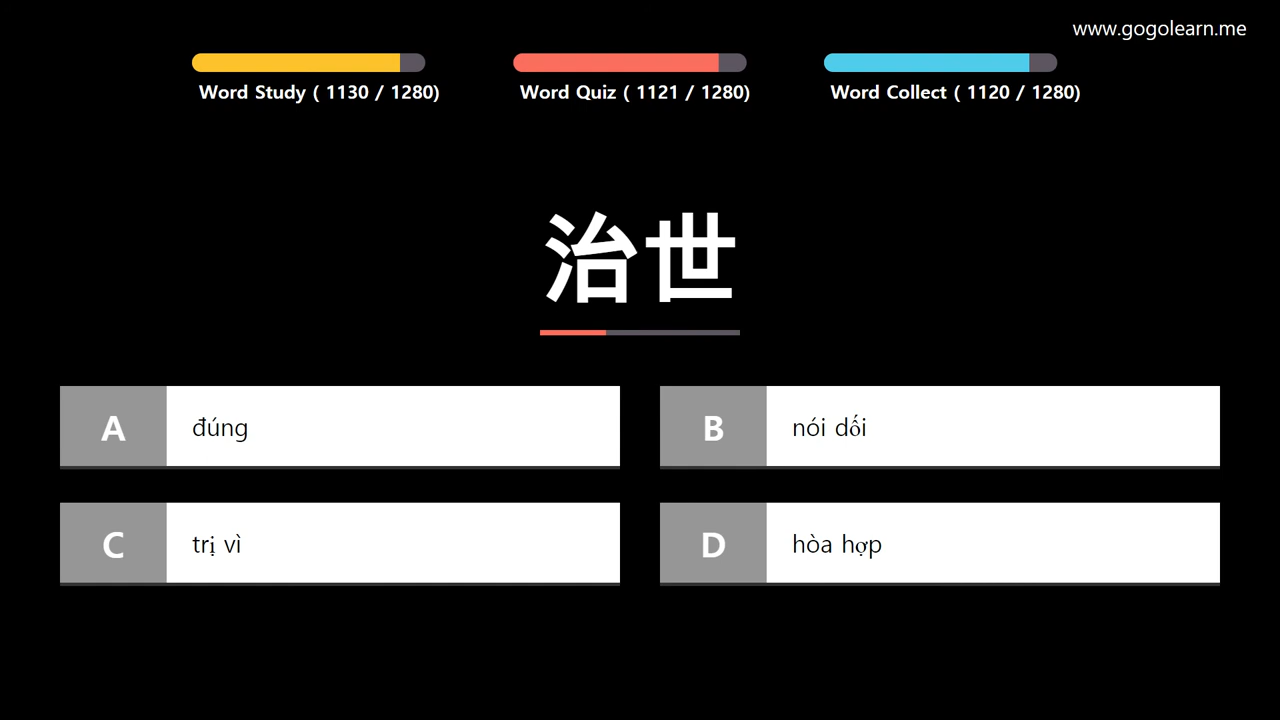 www.gogolearn.me
Word Study ( 1130 / 1280)
Word Quiz ( 1121 / 1280)
Word Collect ( 1120 / 1280)
治世
A đúng
B nói dối
C trị vì
D hòa hợp